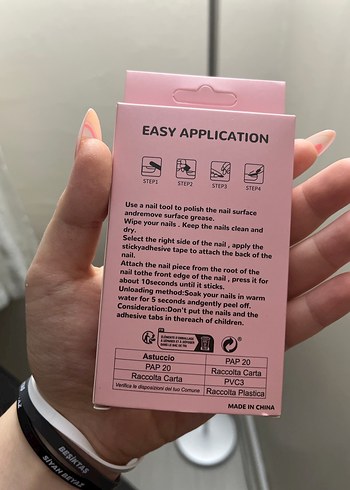 EASY APPLICATION
STEP1 STEP2 STEP3 STEP4
Use a nail tool to polish the nail surface
andremove surface grease.
Wipe your nails . Keep the nails clean and
dry.
Select the right side of the nail , apply the
stickyadhesive tape to attach the back of the
nail.
Attach the nail piece from the root of the
nail tothe front edge of the nail , press it for
about 10seconds until it sticks.
Unloading method:Soak your nails in warm
water for 5 seconds andgently peel off.
Consideration:Don't put the nails and the
adhesive tabs in thereach of children.
Astuccio PAP 20
PAP 20 Raccolta Carta
Raccolta Carta PVC3
Verifica le disposizioni del tuo Comune Raccolta Plastica
MADE IN CHINA
BEŞİKTAŞ
SİYAH BEYAZ